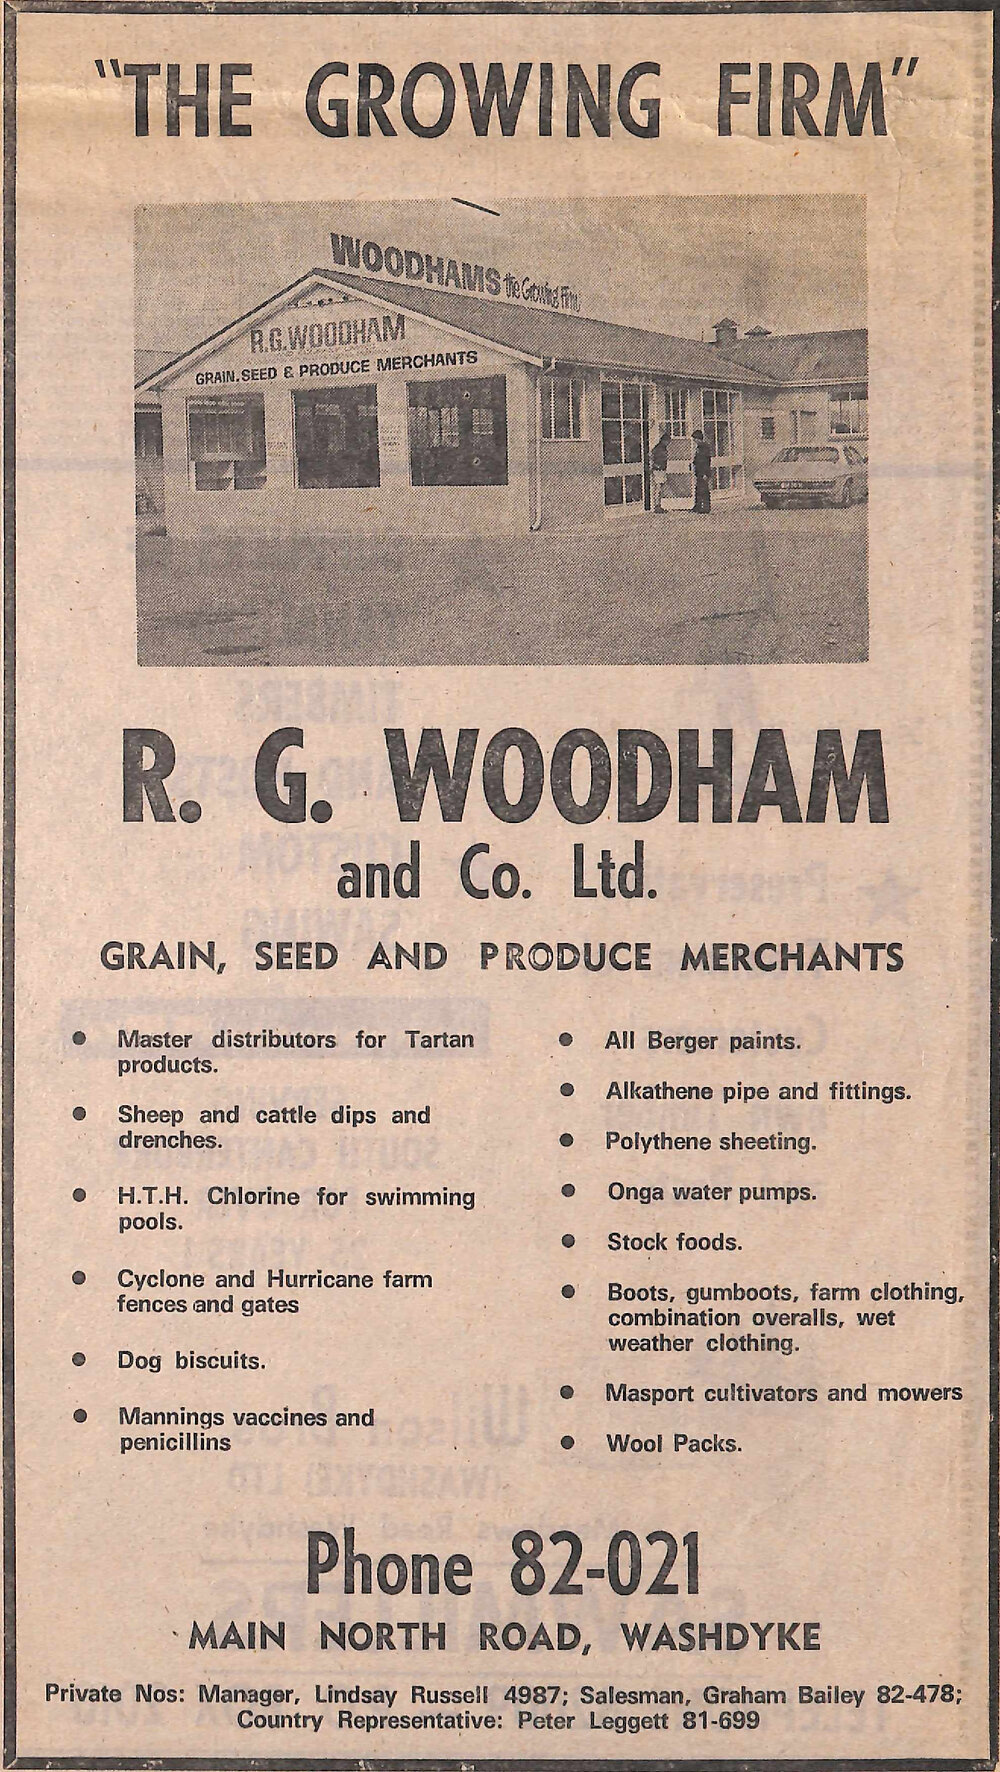 "THE GROWING FIRM"
WOODHAMS the Growing Firm
R.G. WOODHAM
GRAIN, SEED & PRODUCE MERCHANTS
R. G. WOODHAM
and Co. Ltd.
GRAIN, SEED AND PRODUCE MERCHANTS
• Master distributors for Tartan
products.
• Sheep and cattle dips and
drenches.
• H.T.H. Chlorine for swimming
pools.
• Cyclone and Hurricane farm
fences and gates
• Dog biscuits.
• Mannings vaccines and
penicillins
• All Berger paints.
• Alkathene pipe and fittings.
• Polythene sheeting.
• Onga water pumps.
• Stock foods.
• Boots, gumboots, farm clothing,
combination overalls, wet
weather clothing.
• Masport cultivators and mowers
• Wool Packs.
Phone 82-021
MAIN NORTH ROAD, WASHDYKE
Private Nos: Manager, Lindsay Russell 4987; Salesman, Graham Bailey 82-478;
Country Representative: Peter Leggett 81-699